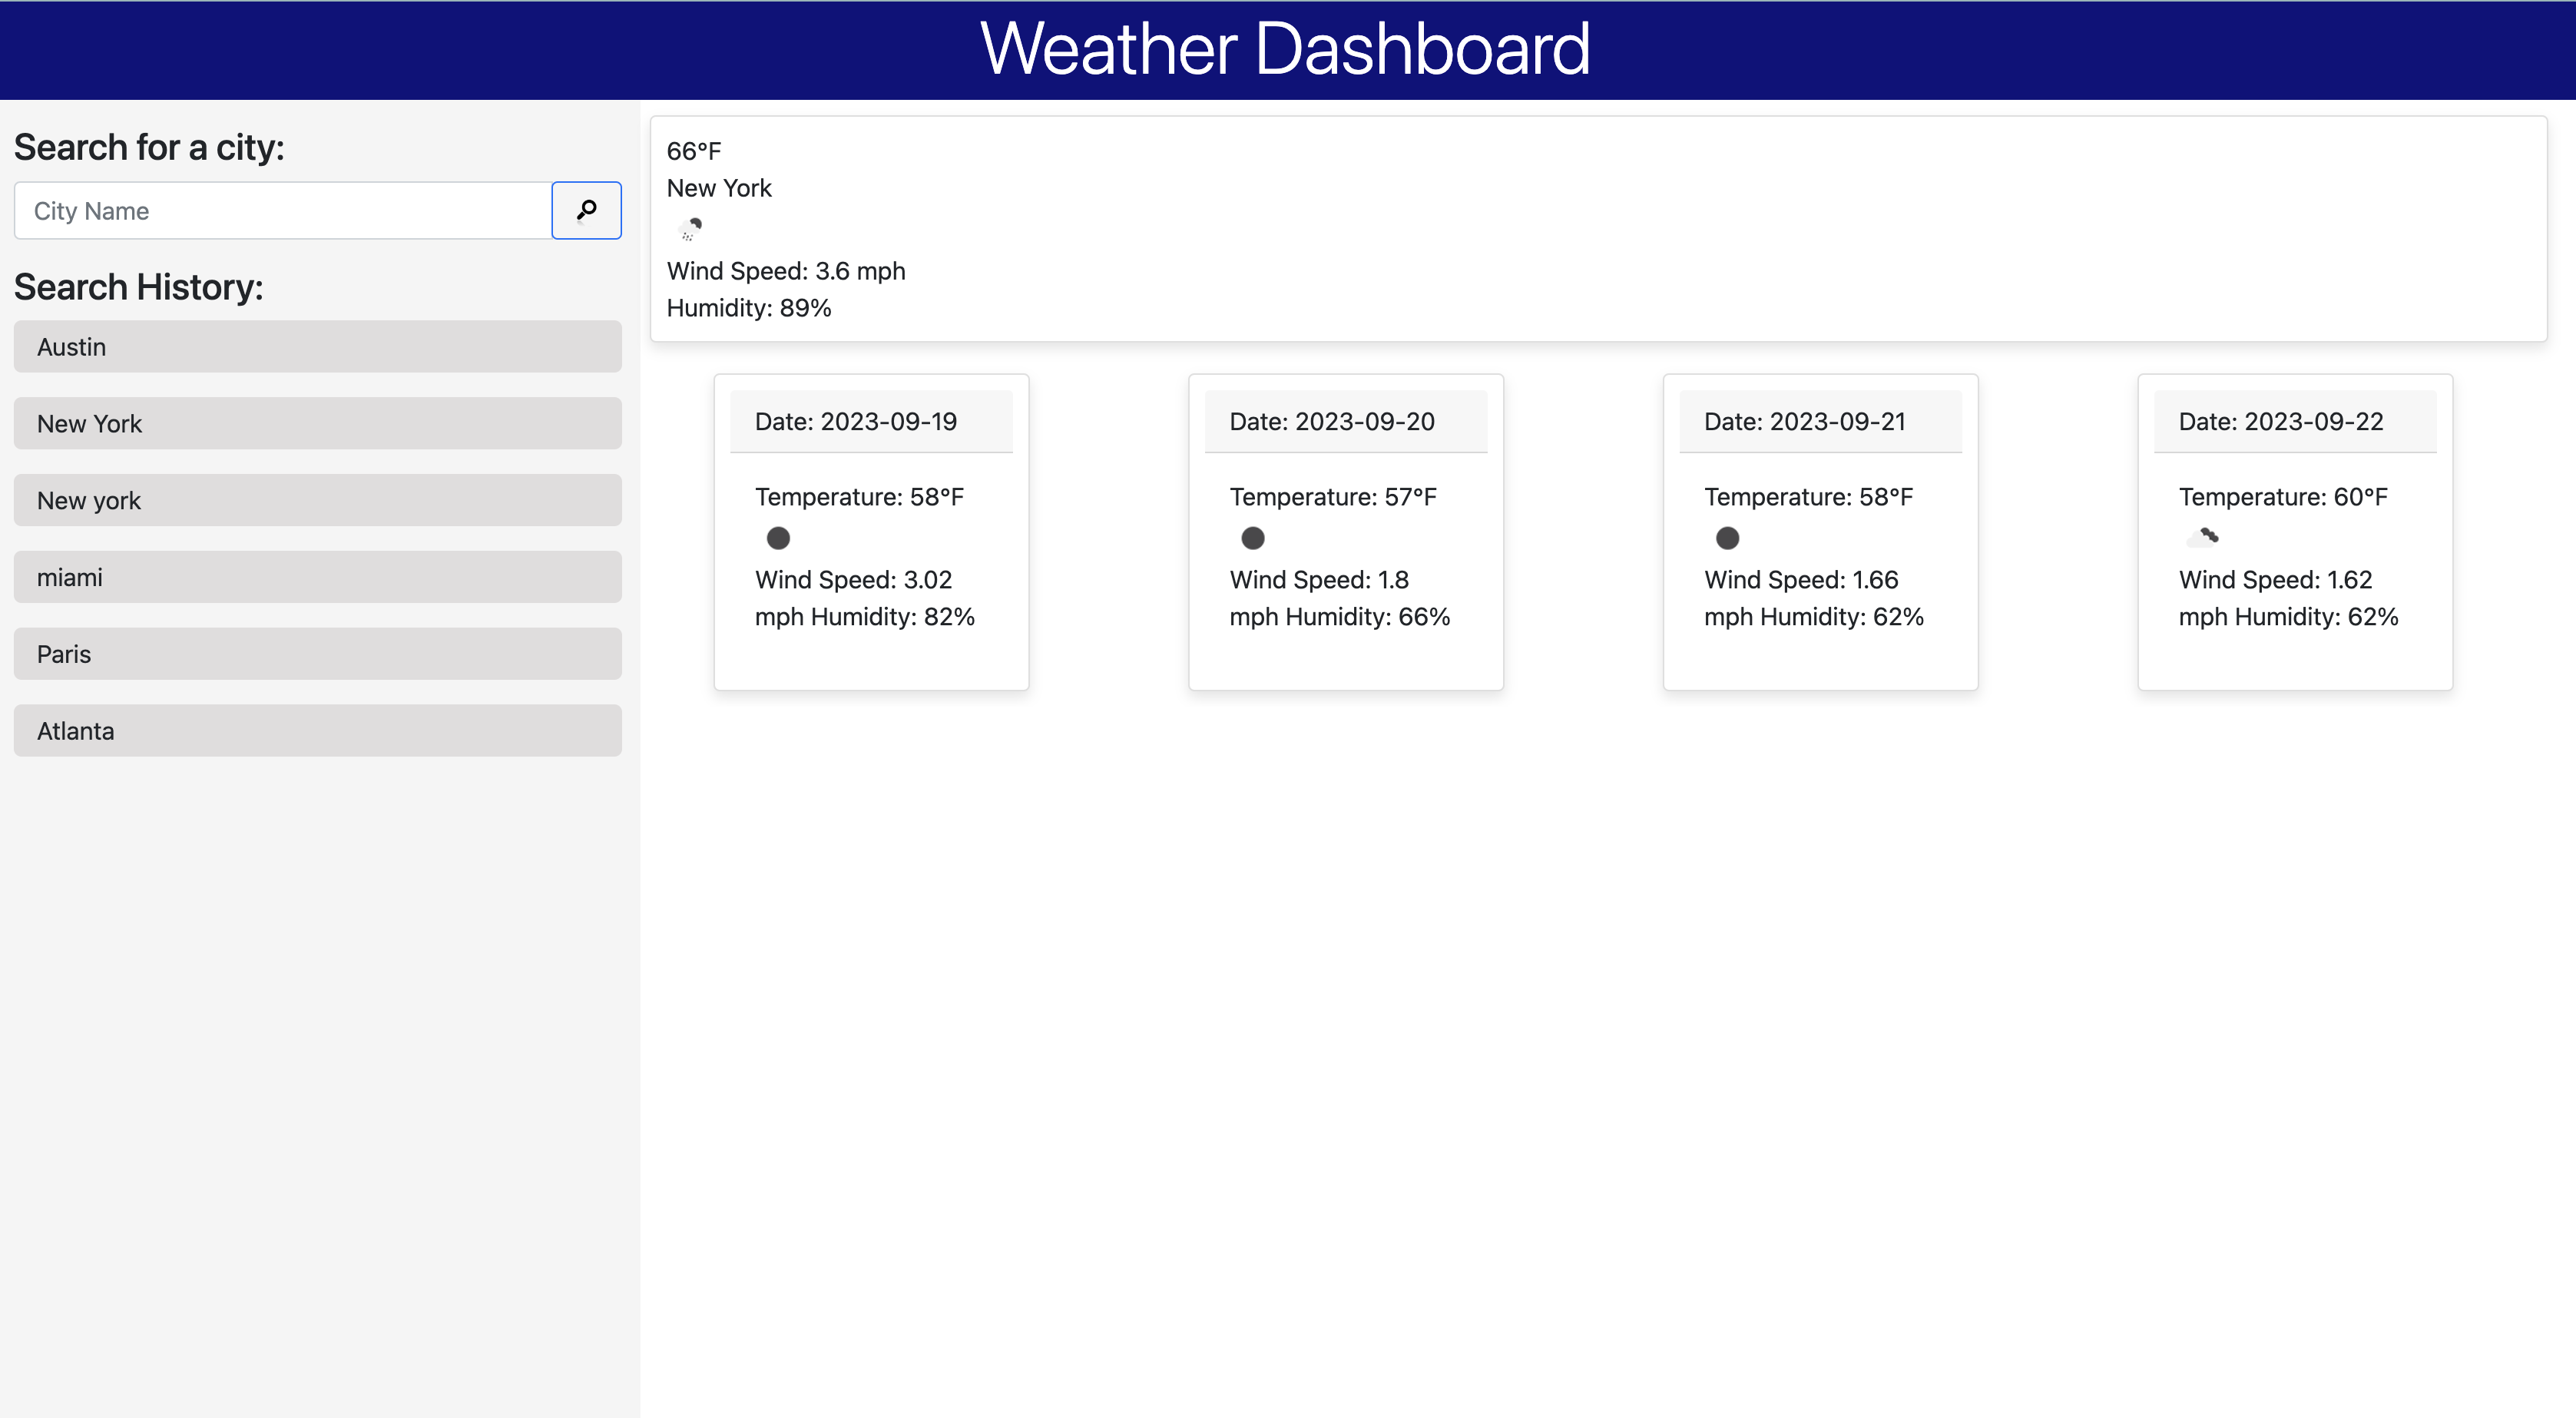 Weather Dashboard
Search for a city:
City Name
Search History:
Austin
New York
New york
miami
Paris
Atlanta
66°F
New York
Wind Speed: 3.6 mph
Humidity: 89%
Date: 2023-09-19
Temperature: 58°F
Wind Speed: 3.02
mph Humidity: 82%
Date: 2023-09-20
Temperature: 57°F
Wind Speed: 1.8
mph Humidity: 66%
Date: 2023-09-21
Temperature: 58°F
Wind Speed: 1.66
mph Humidity: 62%
Date: 2023-09-22
Temperature: 60°F
Wind Speed: 1.62
mph Humidity: 62%